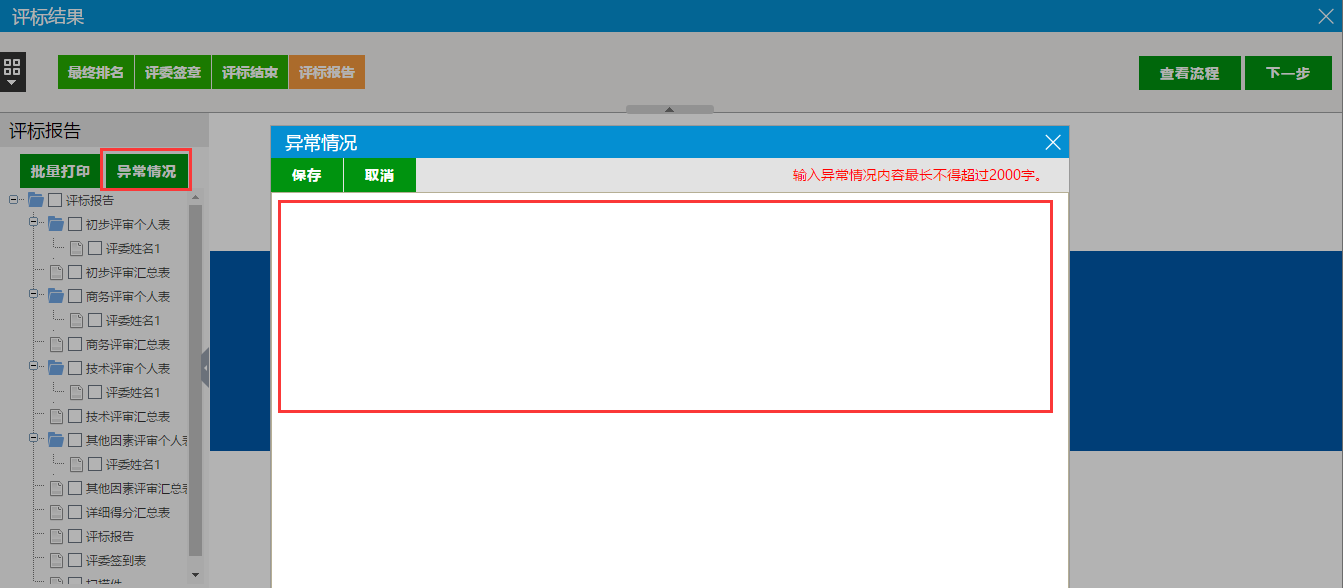 评标结果
最终排名 评委签章 评标结束 评标报告 查看流程 下一步
评标报告
批量打印 异常情况
评标报告
初步评审个人表
评委姓名1
初步评审汇总表
商务评审个人表
评委姓名1
商务评审汇总表
技术评审个人表
评委姓名1
技术评审汇总表
其他因素评审个人表
评委姓名1
其他因素评审汇总表
详细得分汇总表
评标报告
评委签到表
扫描件
异常情况
保存 取消 输入异常情况内容最长不得超过2000字。